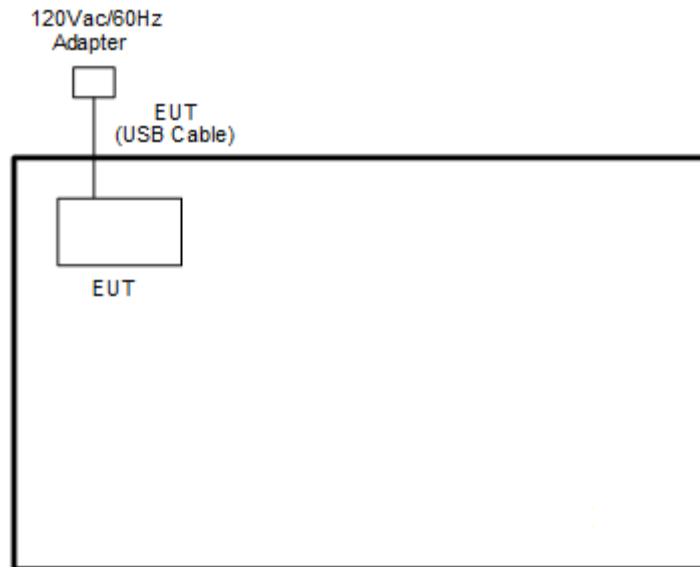 120Vac/60Hz
Adapter
EUT
(USB Cable)
EUT